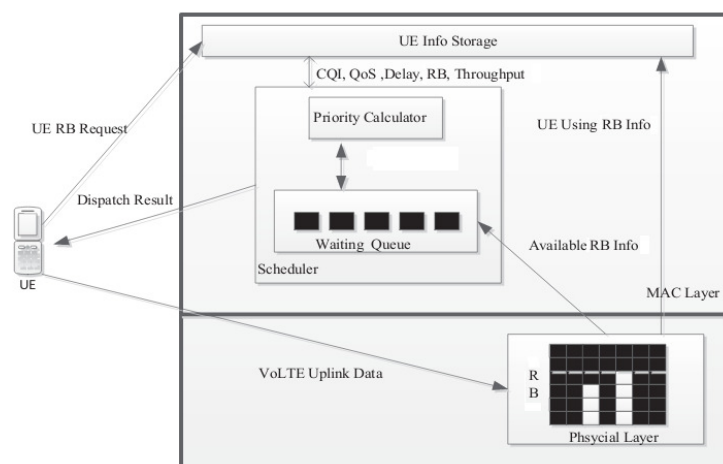 UE Info Storage
CQI, QoS ,Delay, RB, Throughput
Priority Calculator
UE RB Request
UE Using RB Info
Dispatch Result
Waiting Queue
Available RB Info
Scheduler
UE
MAC Layer
VoLTE Uplink Data
R
B
Phsycial Layer